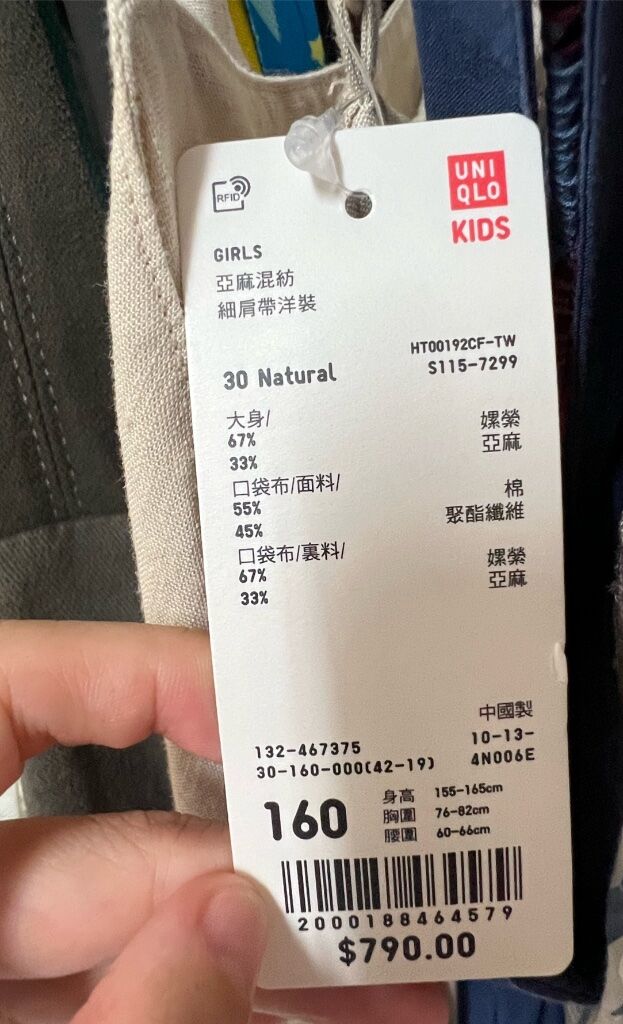 RFID
UNI
QLO
KIDS
GIRLS
亞麻混紡
細肩帶洋裝
HT00192CF-TW
30 Natural
S115-7299
大身/ 嫘縈
67% 亞麻
33%
口袋布/面料/ 棉
55% 聚酯纖維
45%
口袋布/裏料/ 嫘縈
67% 亞麻
33%
中國製
132-467375 10-13-
30-160-000(42-19) 4N006E
160
身高 155-165cm
胸圍 76-82cm
腰圍 60-66cm
2000188464579
$790.00